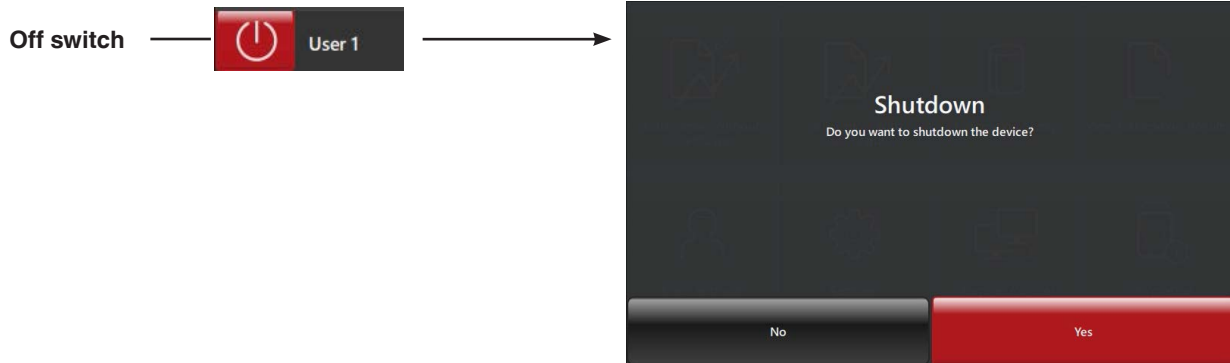 Off switch
User 1
Shutdown
Do you want to shutdown the device?
No
Yes